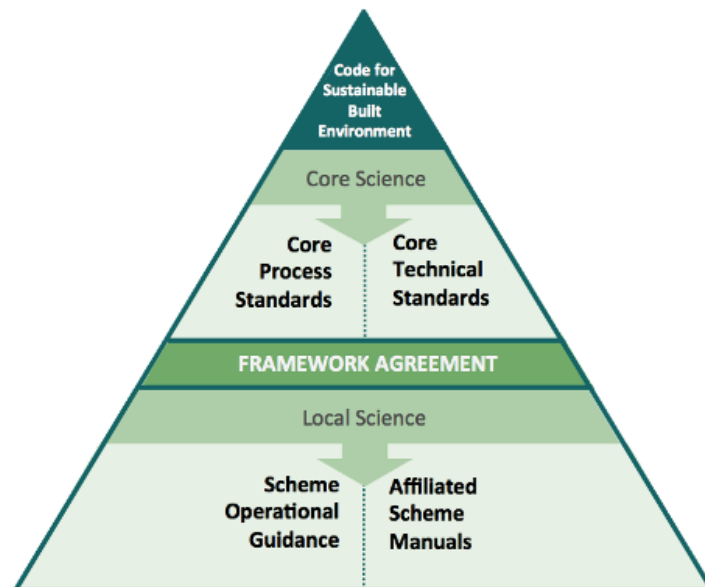 Code for
Sustainable
Built
Environment
Core Science
Core
Process
Standards
Core
Technical
Standards
FRAMEWORK AGREEMENT
Local Science
Scheme
Operational
Guidance
Affiliated
Scheme
Manuals